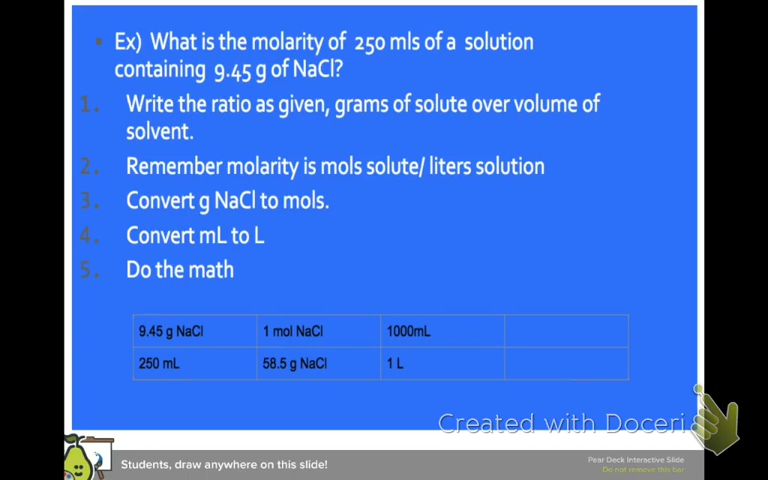 Ex) What is the molarity of 250 mls of a solution
containing 9.45 g of NaCl?
1. Write the ratio as given, grams of solute over volume of
solvent.
2. Remember molarity is mols solute/ liters solution
3. Convert g NaCl to mols.
4. Convert mL to L
5. Do the math
9.45 g NaCl 1 mol NaCl 1000mL
250 mL 58.5 g NaCl 1 L
Created with Doceri
Students, draw anywhere on this slide!
Pear Deck Interactive Slide
Do not remove this bar